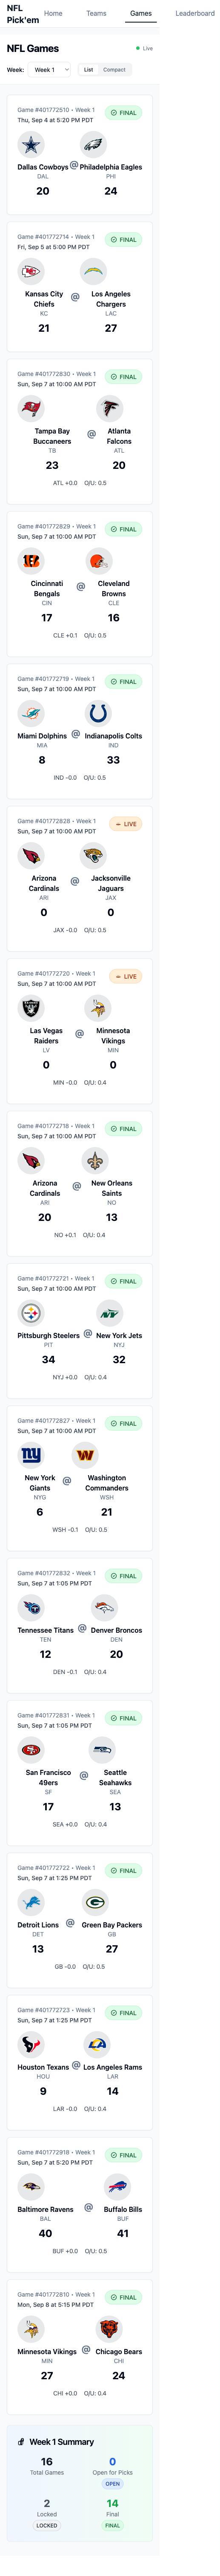 NFL Pick'em
Home Teams Games Leaderboard
NFL Games
Live
Week: Week 1 List Compact
Game #401772510 • Week 1
FINAL
Thu, Sep 4 at 5:20 PM PDT
Dallas Cowboys @ Philadelphia Eagles
DAL PHI
20 24
Game #401772714 • Week 1
FINAL
Fri, Sep 5 at 5:00 PM PDT
Kansas City Chiefs @ Los Angeles Chargers
KC LAC
21 27
Game #401772830 • Week 1
FINAL
Sun, Sep 7 at 10:00 AM PDT
Tampa Bay Buccaneers @ Atlanta Falcons
TB ATL
23 20
ATL +0.0 O/U: 0.5
Game #401772829 • Week 1
FINAL
Sun, Sep 7 at 10:00 AM PDT
Cincinnati Bengals @ Cleveland Browns
CIN CLE
17 16
CLE +0.1 O/U: 0.5
Game #401772719 • Week 1
FINAL
Sun, Sep 7 at 10:00 AM PDT
Miami Dolphins @ Indianapolis Colts
MIA IND
8 33
IND -0.0 O/U: 0.5
Game #401772828 • Week 1
LIVE
Sun, Sep 7 at 10:00 AM PDT
Arizona Cardinals @ Jacksonville Jaguars
ARI JAX
0 0
JAX -0.0 O/U: 0.5
Game #401772720 • Week 1
LIVE
Sun, Sep 7 at 10:00 AM PDT
Las Vegas Raiders @ Minnesota Vikings
LV MIN
0 0
MIN -0.0 O/U: 0.4
Game #401772718 • Week 1
FINAL
Sun, Sep 7 at 10:00 AM PDT
Arizona Cardinals @ New Orleans Saints
ARI NO
20 13
NO +0.1 O/U: 0.4
Game #401772721 • Week 1
FINAL
Sun, Sep 7 at 10:00 AM PDT
Pittsburgh Steelers @ New York Jets
PIT NYJ
34 32
NYJ +0.0 O/U: 0.4
Game #401772827 • Week 1
FINAL
Sun, Sep 7 at 10:00 AM PDT
New York Giants @ Washington Commanders
NYG WSH
6 21
WSH -0.1 O/U: 0.5
Game #401772832 • Week 1
FINAL
Sun, Sep 7 at 1:05 PM PDT
Tennessee Titans @ Denver Broncos
TEN DEN
12 20
DEN -0.1 O/U: 0.4
Game #401772831 • Week 1
FINAL
Sun, Sep 7 at 1:05 PM PDT
San Francisco 49ers @ Seattle Seahawks
SF SEA
17 13
SEA +0.0 O/U: 0.4
Game #401772722 • Week 1
FINAL
Sun, Sep 7 at 1:25 PM PDT
Detroit Lions @ Green Bay Packers
DET GB
13 27
GB -0.0 O/U: 0.5
Game #401772723 • Week 1
FINAL
Sun, Sep 7 at 1:25 PM PDT
Houston Texans @ Los Angeles Rams
HOU LAR
9 14
LAR -0.0 O/U: 0.4
Game #401772918 • Week 1
FINAL
Sun, Sep 7 at 5:20 PM PDT
Baltimore Ravens @ Buffalo Bills
BAL BUF
40 41
BUF +0.0 O/U: 0.5
Game #401772810 • Week 1
FINAL
Mon, Sep 8 at 5:15 PM PDT
Minnesota Vikings @ Chicago Bears
MIN CHI
27 24
CHI +0.0 O/U: 0.4
Week 1 Summary
16 0
Total Games Open for Picks
OPEN
2 14
Locked Final
LOCKED FINAL